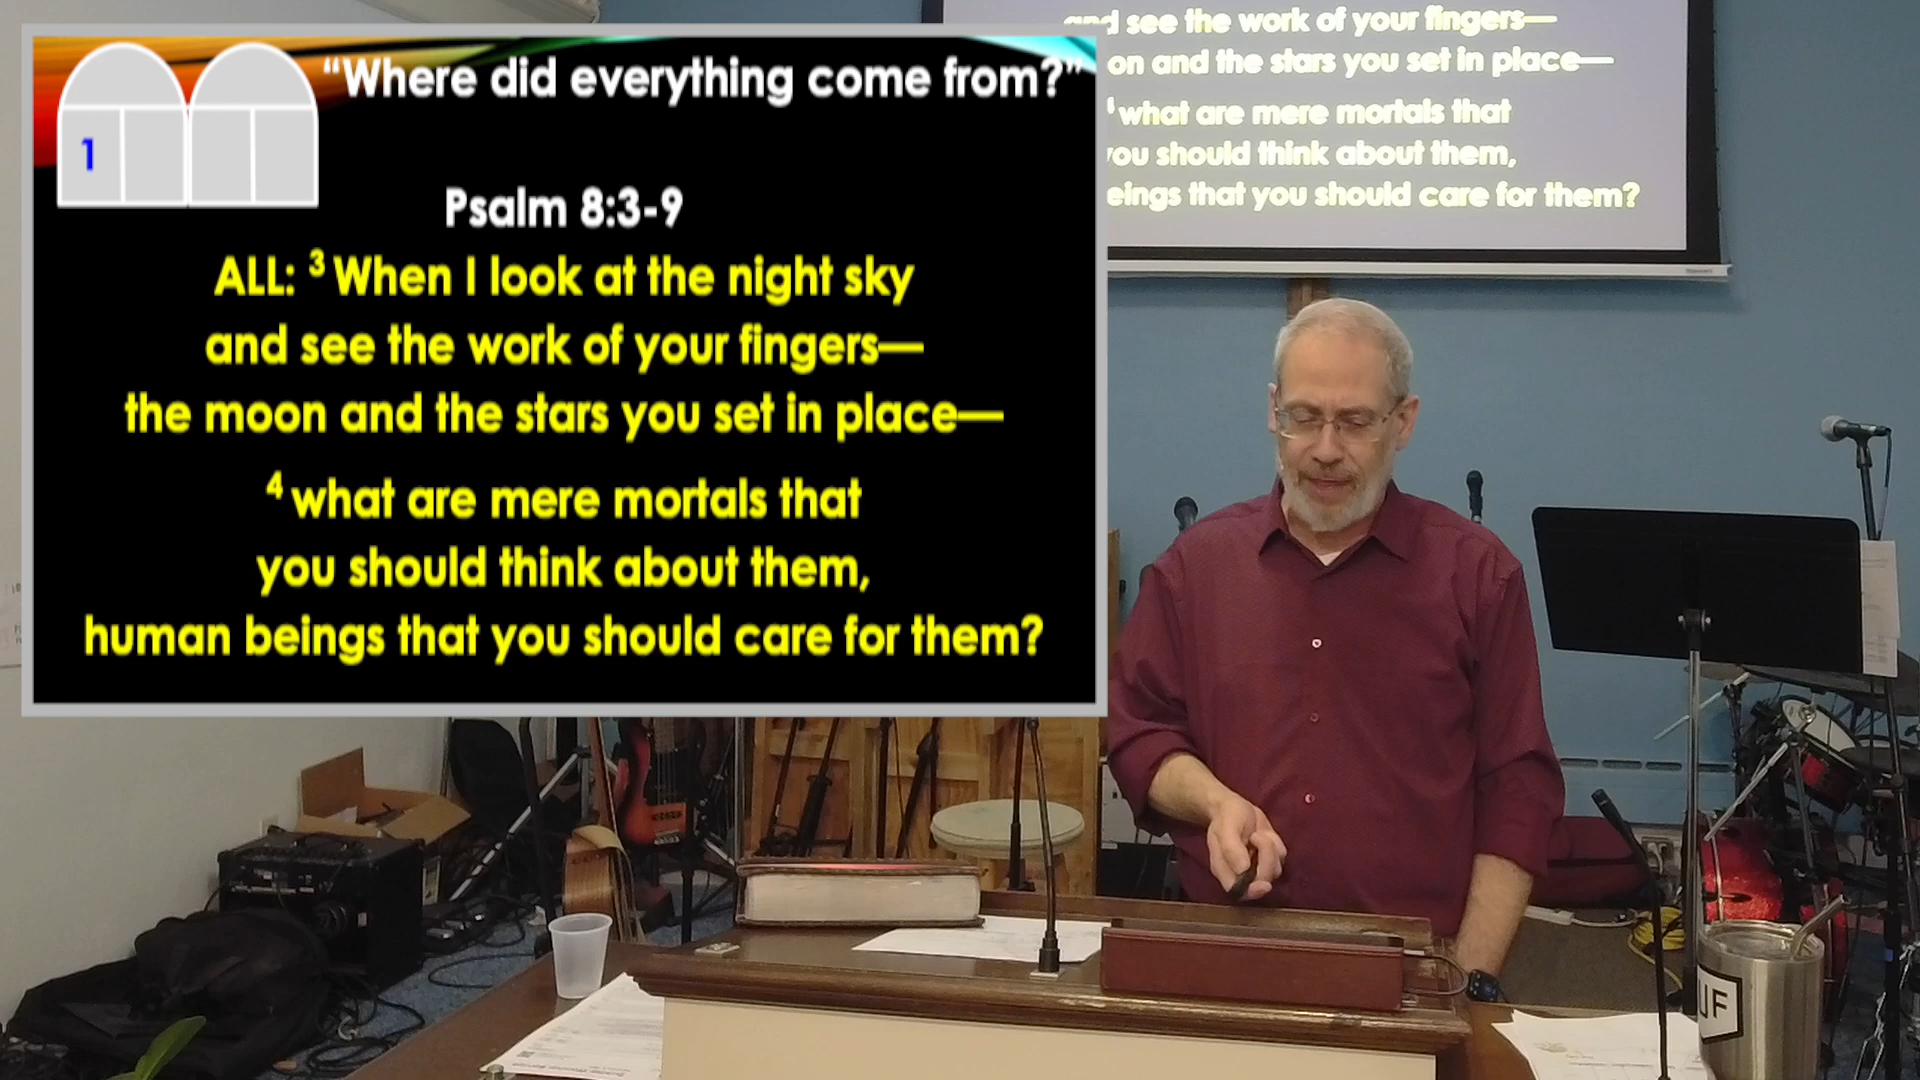 “Where did everything come from?”
1
Psalm 8:3-9
ALL: 3 When I look at the night sky
and see the work of your fingers—
the moon and the stars you set in place—
4 what are mere mortals that
you should think about them,
human beings that you should care for them?
and see the work of your fingers—
on and the stars you set in place—
what are mere mortals that
you should think about them,
eings that you should care for them?
UF